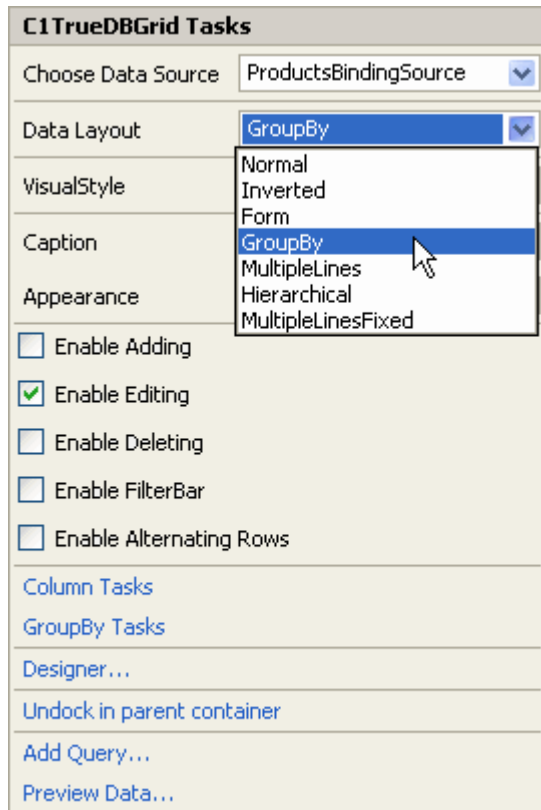 C1TrueDBGrid Tasks
Choose Data Source ProductsBindingSource
Data Layout GroupBy
Normal
VisualStyle Inverted
Form
Caption GroupBy
MultipleLines
Appearance Hierarchical
MultipleLinesFixed
Enable Adding
Enable Editing
Enable Deleting
Enable FilterBar
Enable Alternating Rows
Column Tasks
GroupBy Tasks
Designer...
Undock in parent container
Add Query...
Preview Data...